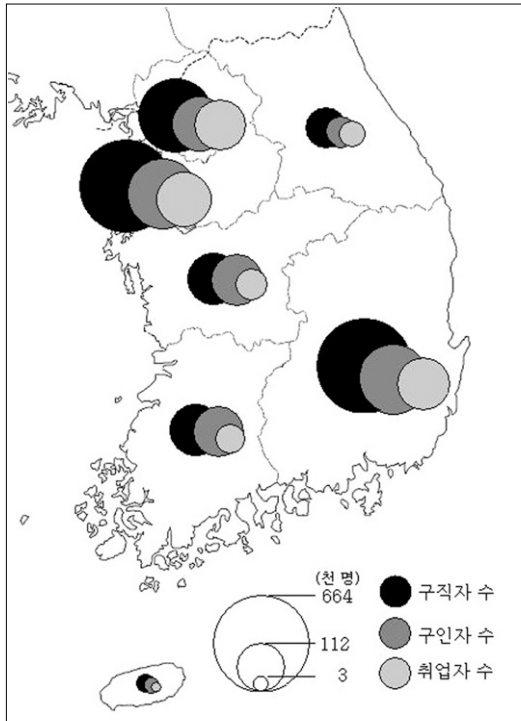 (천 명)
664
112
3
구직자 수
구인자 수
취업자 수